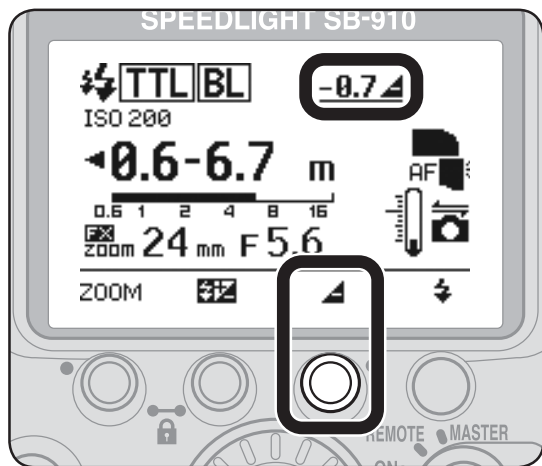 SPEEDLIGHT SB-910
TTL BL -0.7
ISO 200
0.6-6.7 m
AF
0.6 1 2 4 8 16
FX
zoom 24 mm F 5.6
ZOOM
REMOTE MASTER
ON